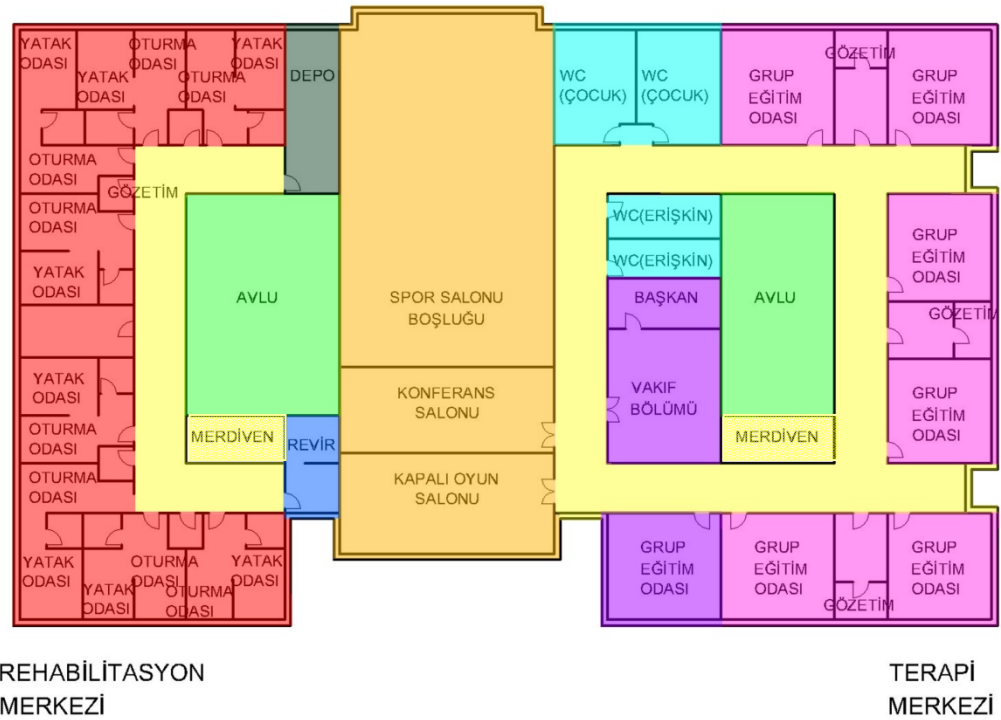 YATAK
ODASI
YATAK
ODASI
OTURMA
ODASI
OTURMA
ODASI
YATAK
ODASI
DEPO
WC
(ÇOCUK)
WC
(ÇOCUK)
GRUP
EĞİTİM
ODASI
GÖZETİM
GRUP
EĞİTİM
ODASI
OTURMA
ODASI
GÖZETİM
OTURMA
ODASI
YATAK
ODASI
AVLU
SPOR SALONU
BOŞLUĞU
WC(ERİŞKİN)
WC(ERİŞKİN)
BAŞKAN
AVLU
GRUP
EĞİTİM
ODASI
GÖZETİM
YATAK
ODASI
OTURMA
ODASI
OTURMA
ODASI
MERDİVEN
REVİR
KONFERANS
SALONU
KAPALI OYUN
SALONU
VAKIF
BÖLÜMÜ
MERDİVEN
GRUP
EĞİTİM
ODASI
YATAK
ODASI
YATAK
ODASI
OTURMA
ODASI
OTURMA
ODASI
YATAK
ODASI
GRUP
EĞİTİM
ODASI
GRUP
EĞİTİM
ODASI
GÖZETİM
GRUP
EĞİTİM
ODASI
REHABİLİTASYON
MERKEZİ
TERAPİ
MERKEZİ